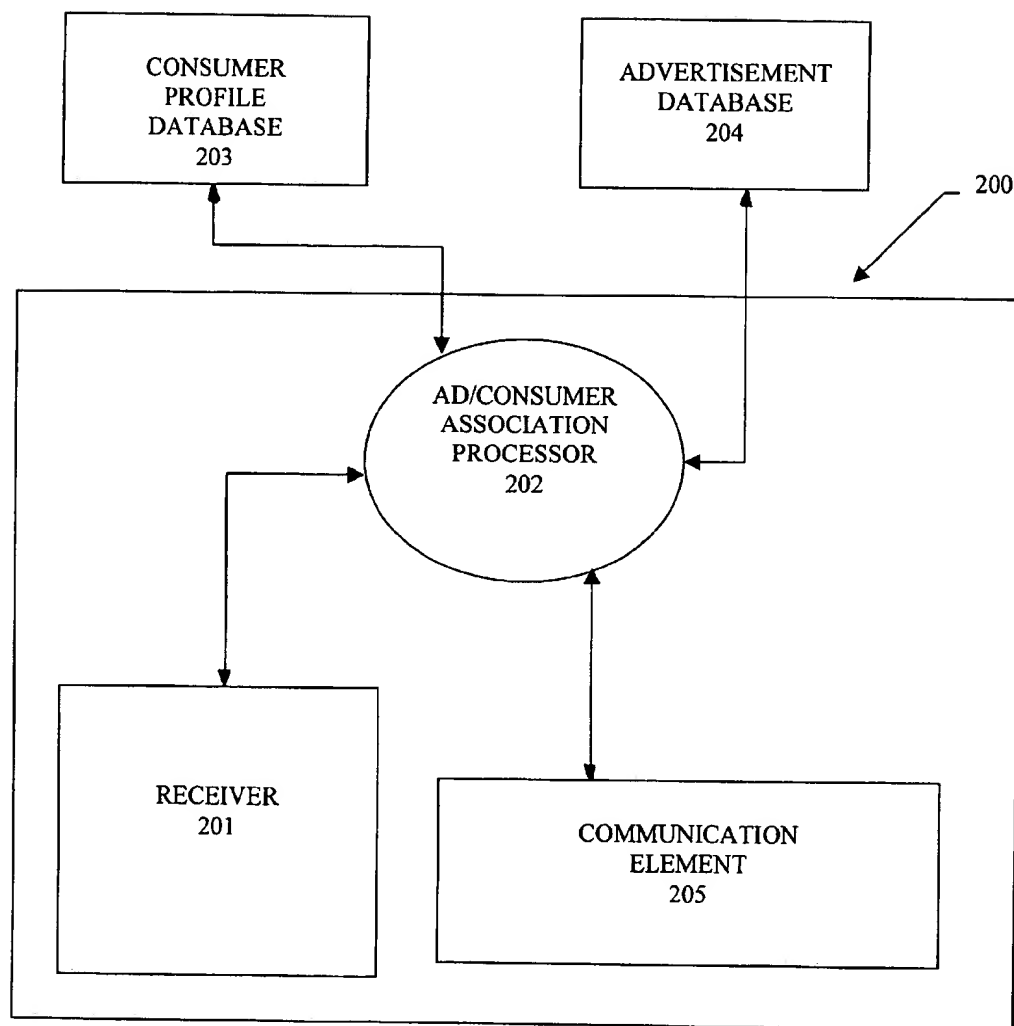 CONSUMER
PROFILE
DATABASE
203
ADVERTISEMENT
DATABASE
204
200
AD/CONSUMER
ASSOCIATION
PROCESSOR
202
RECEIVER
201
COMMUNICATION
ELEMENT
205